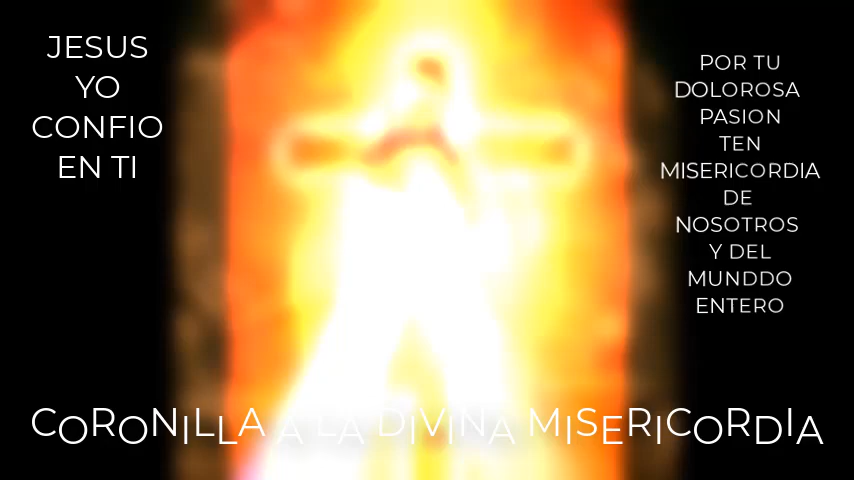 JESUS
YO
CONFIO
EN TI
POR TU
DOLOROSA
PASION
TEN
MISERICORDIA
DE
NOSOTROS
Y DEL
MUNDDO
ENTERO
CORONILLA A LA DIVINA MISERICORDIA